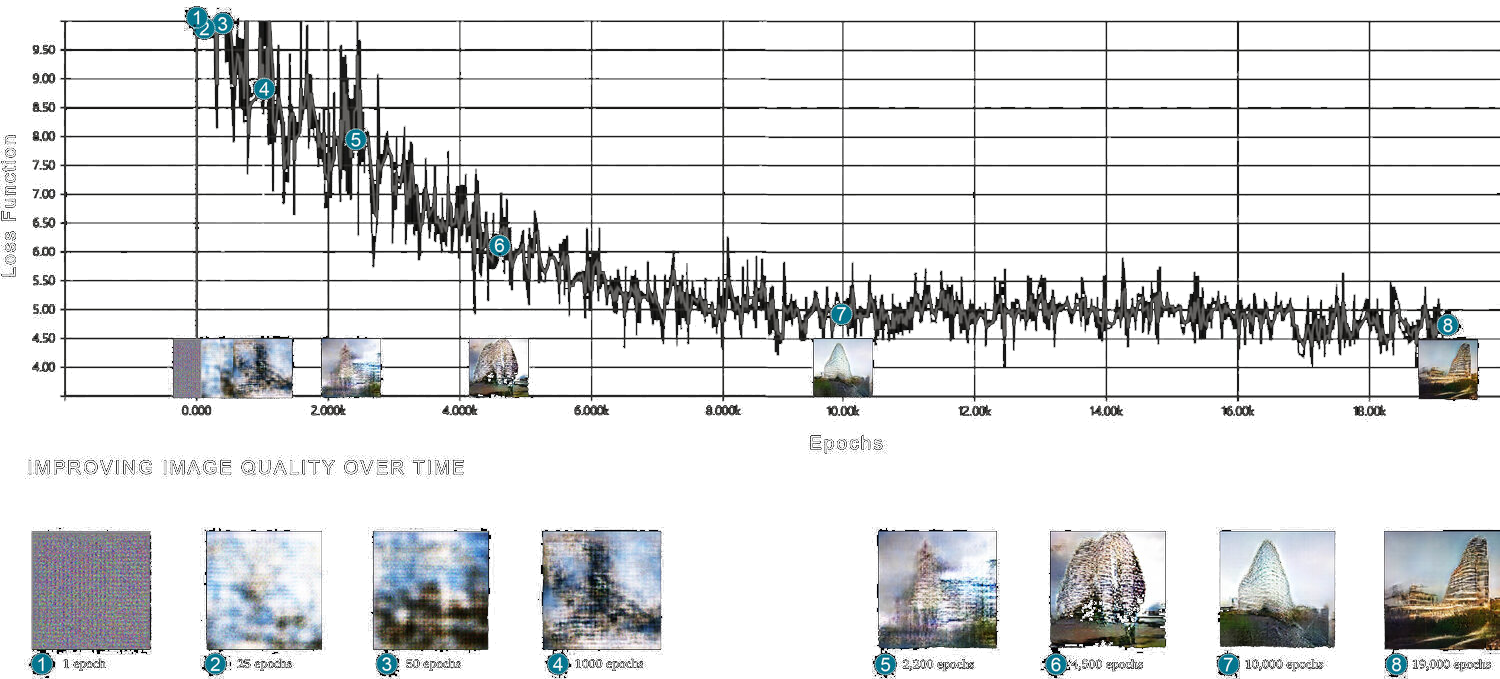 1
2
3
9.50
9.00
4
8.50
8.00
5
7.50
7.00
6.50
6
6.00
5.50
5.00
7
8
4.50
4.00
Loss Function
0.000 2.000k 4.000k 6.000k 8.000k 10.00k 12.00k 14.00k 16.00k 18.00k
Epochs
IMPROVING IMAGE QUALITY OVER TIME
1 1 epoch
2 25 epochs
3 50 epochs
4 1000 epochs
5 2,200 epochs
6 4,500 epochs
7 10,000 epochs
8 19,000 epochs